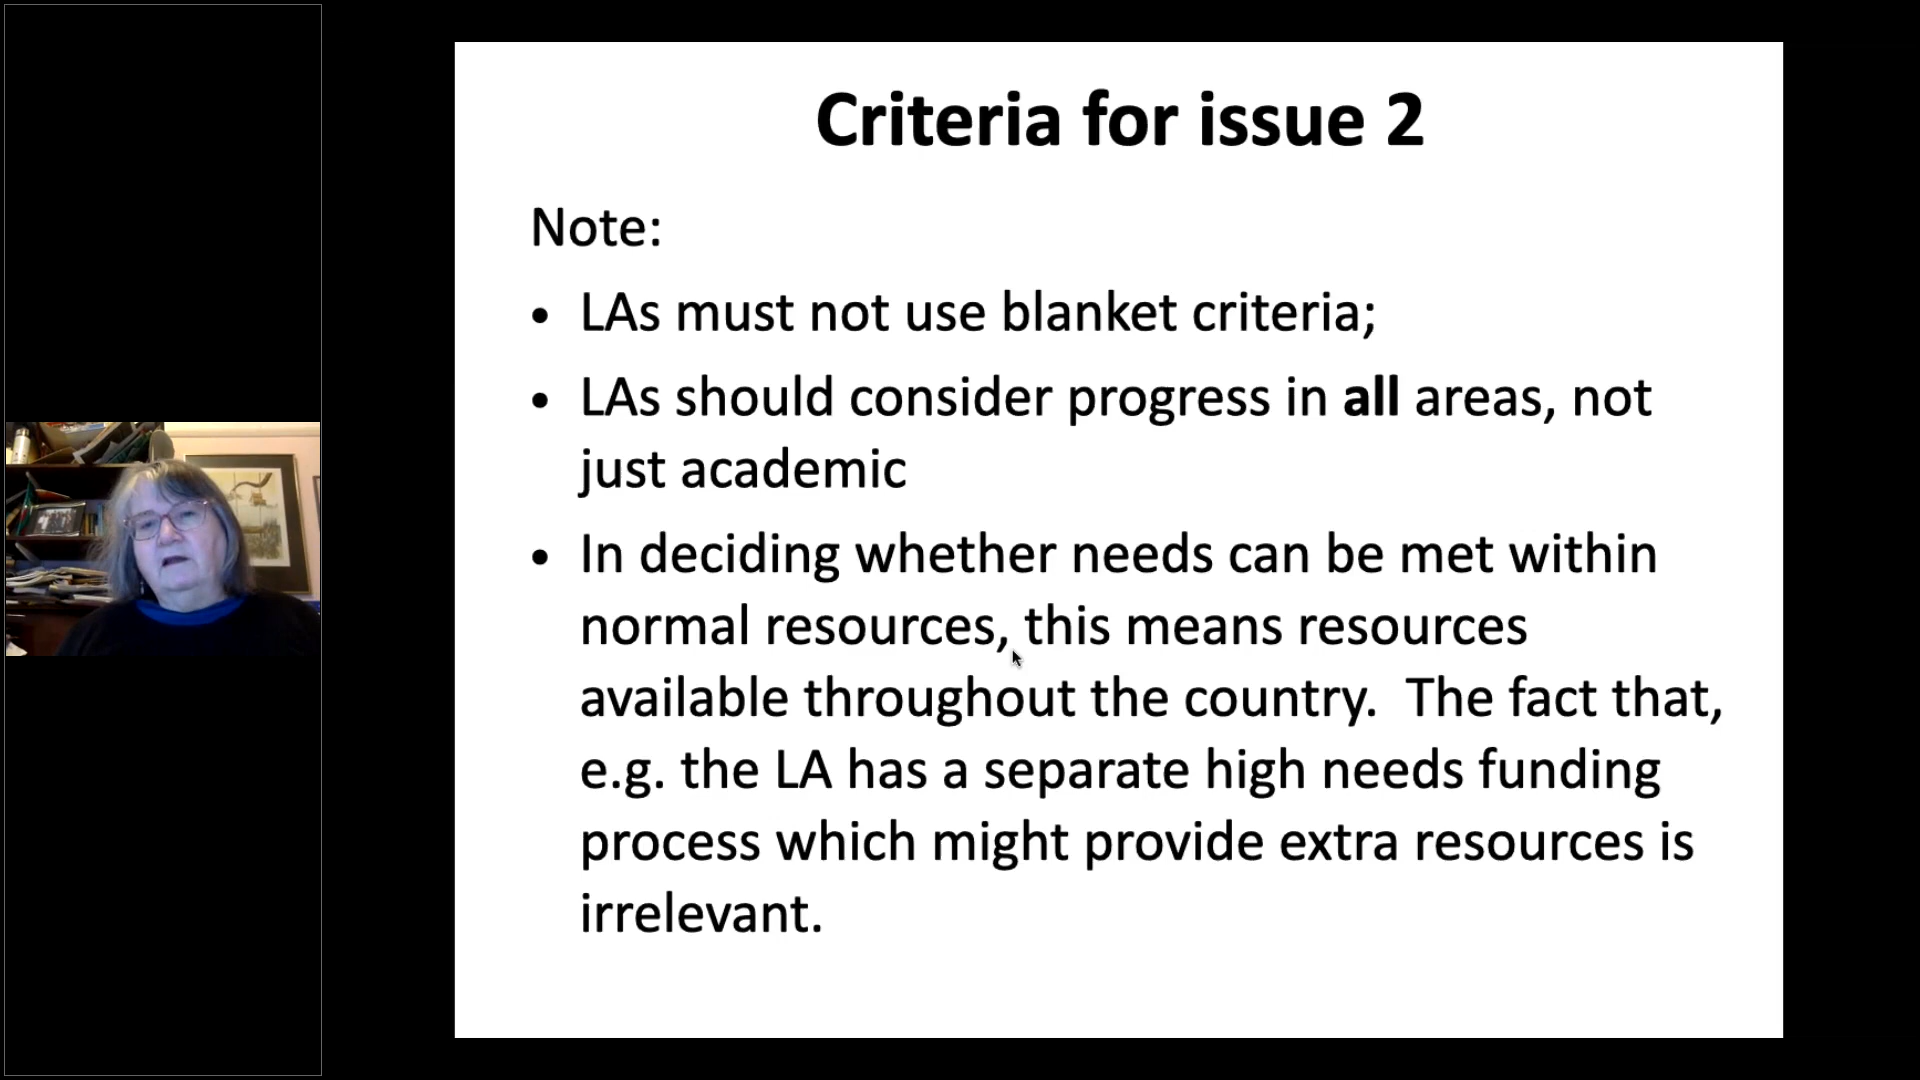 Criteria for issue 2
Note:
• LAs must not use blanket criteria;
• LAs should consider progress in all areas, not
just academic
• In deciding whether needs can be met within
normal resources, this means resources
available throughout the country.  The fact that,
e.g. the LA has a separate high needs funding
process which might provide extra resources is
irrelevant.